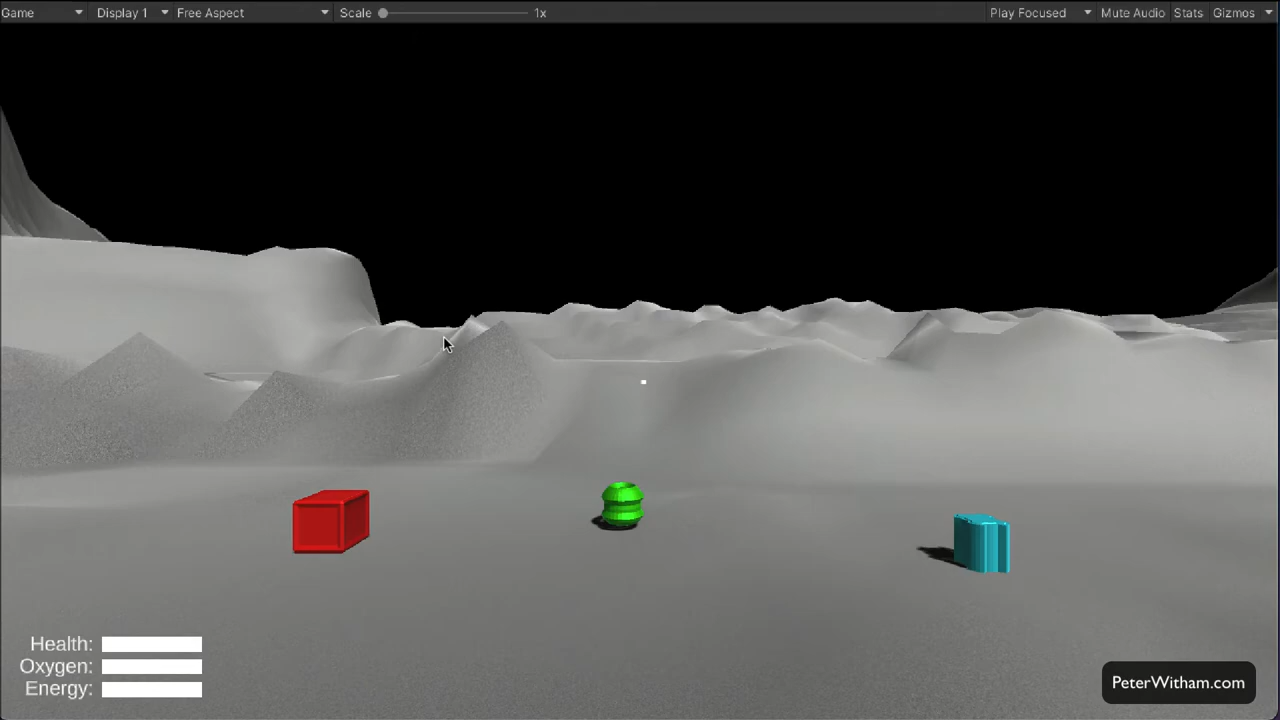 Game Display 1 Free Aspect Scale 1x Play Focused Mute Audio Stats Gizmos
Health:
Oxygen:
Energy:
PeterWitham.com